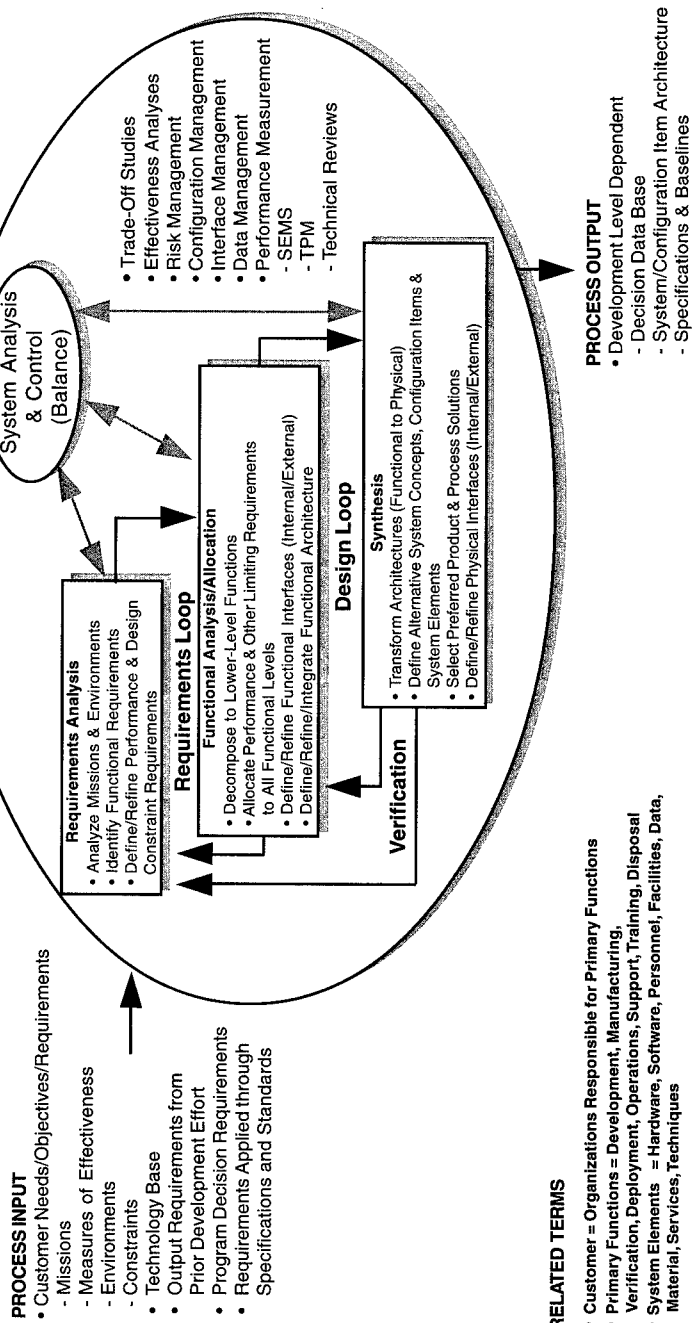 PROCESS INPUT
• Customer Needs/Objectives/Requirements
- Missions
- Measures of Effectiveness
- Environments
- Constraints
• Technology Base
• Output Requirements from
Prior Development Effort
• Program Decision Requirements
• Requirements Applied through
Specifications and Standards
System Analysis
& Control
(Balance)
Requirements Analysis
• Analyze Missions & Environments
• Identify Functional Requirements
• Define/Refine Performance & Design
Constraint Requirements
Requirements Loop
Functional Analysis/Allocation
• Decompose to Lower-Level Functions
• Allocate Performance & Other Limiting Requirements
to All Functional Levels
• Define/Refine Functional Interfaces (Internal/External)
• Define/Refine/Integrate Functional Architecture
Design Loop
Synthesis
• Transform Architectures (Functional to Physical)
• Define Alternative System Concepts, Configuration Items &
System Elements
• Select Preferred Product & Process Solutions
• Define/Refine Physical Interfaces (Internal/External)
Verification
• Trade-Off Studies
• Effectiveness Analyses
• Risk Management
• Configuration Management
• Interface Management
• Data Management
• Performance Measurement
- SEMS
- TPM
- Technical Reviews
RELATED TERMS
Customer = Organizations Responsible for Primary Functions
Primary Functions = Development, Manufacturing,
Verification, Deployment, Operations, Support, Training, Disposal
System Elements = Hardware, Software, Personnel, Facilities, Data,
Material, Services, Techniques
PROCESS OUTPUT
• Development Level Dependent
- Decision Data Base
- System/Configuration Item Architecture
- Specifications & Baselines